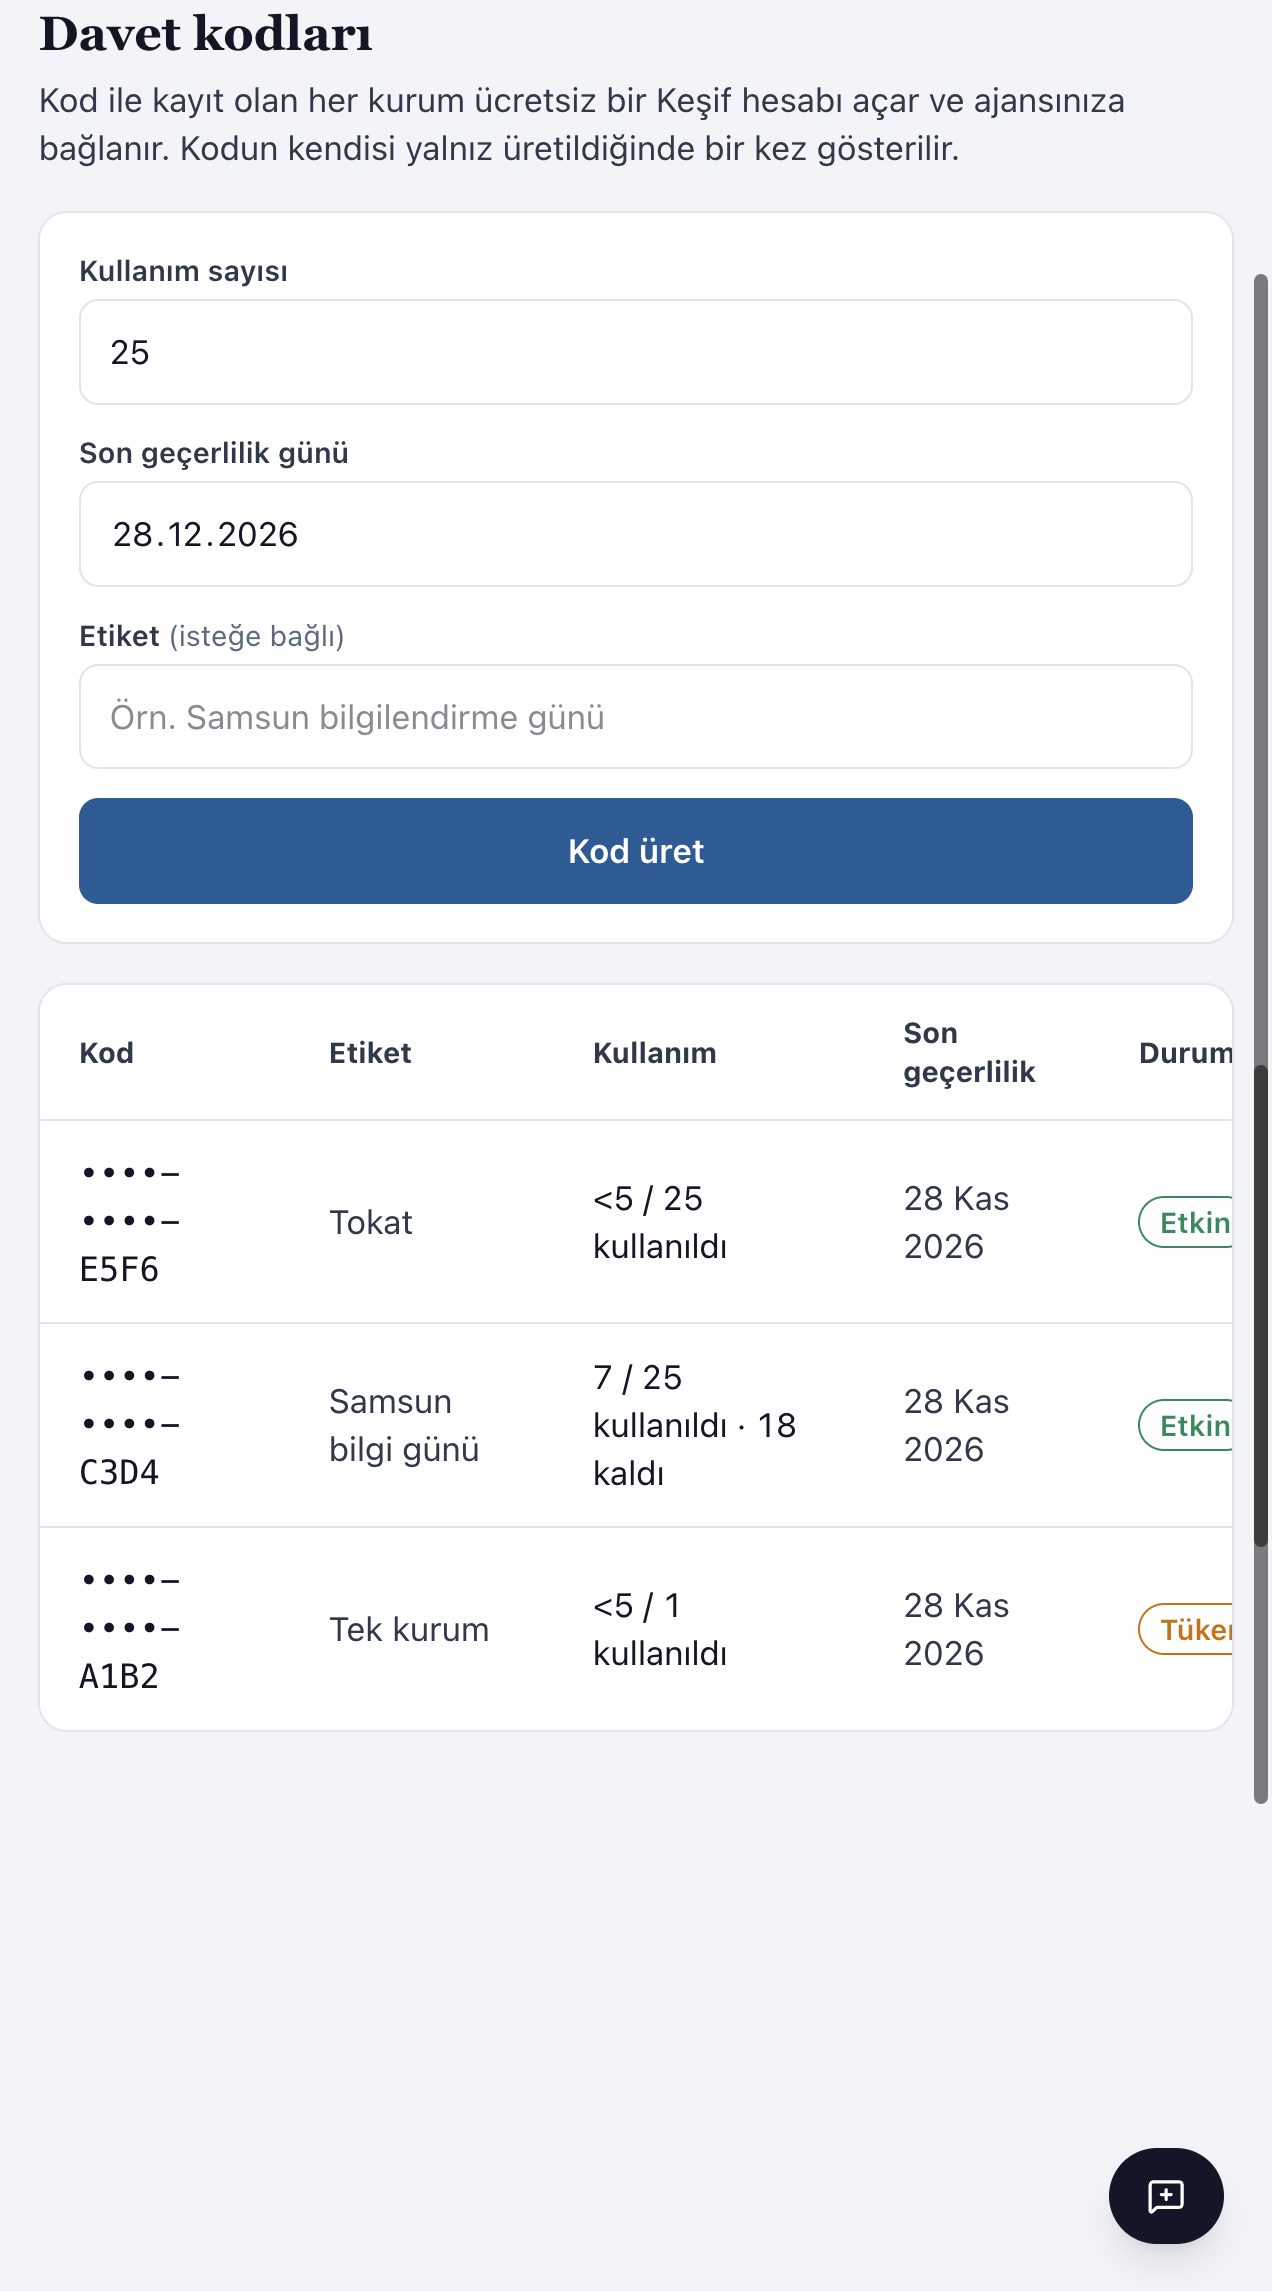 Davet kodları
Kod ile kayıt olan her kurum ücretsiz bir Keşif hesabı açar ve ajansınıza
bağlanır. Kodun kendisi yalnız üretildiğinde bir kez gösterilir.
Kullanım sayısı
25
Son geçerlilik günü
28.12.2026
Etiket (isteğe bağlı)
Örn. Samsun bilgilendirme günü
Kod üret
Kod Etiket Kullanım Son geçerlilik Durum
••••–
••••–
E5F6
Tokat
<5 / 25
kullanıldı
28 Kas
2026
Etkin
••••–
••••–
C3D4
Samsun
bilgi günü
7 / 25
kullanıldı · 18
kaldı
28 Kas
2026
Etkin
••••–
••••–
A1B2
Tek kurum
<5 / 1
kullanıldı
28 Kas
2026